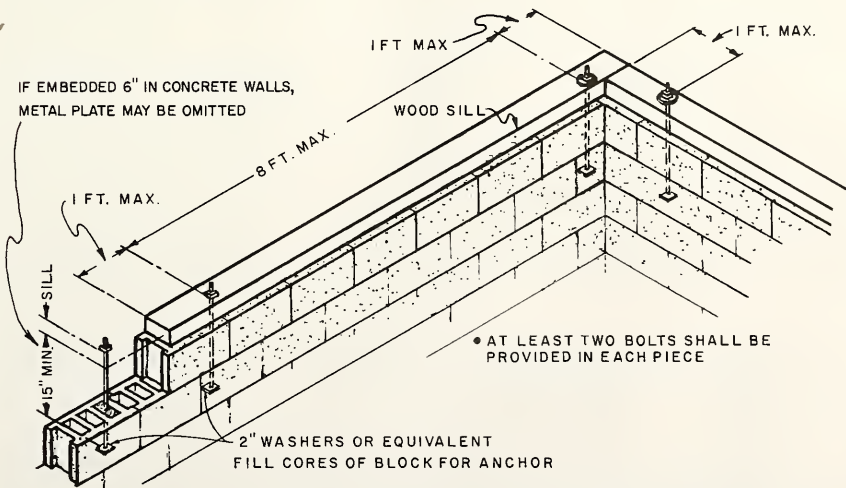 1 FT MAX
1 FT. MAX.
IF EMBEDDED 6" IN CONCRETE WALLS,
METAL PLATE MAY BE OMITTED
WOOD SILL
8 FT. MAX.
1 FT. MAX.
SILL
15" MIN
• AT LEAST TWO BOLTS SHALL BE
PROVIDED IN EACH PIECE
2" WASHERS OR EQUIVALENT
FILL CORES OF BLOCK FOR ANCHOR